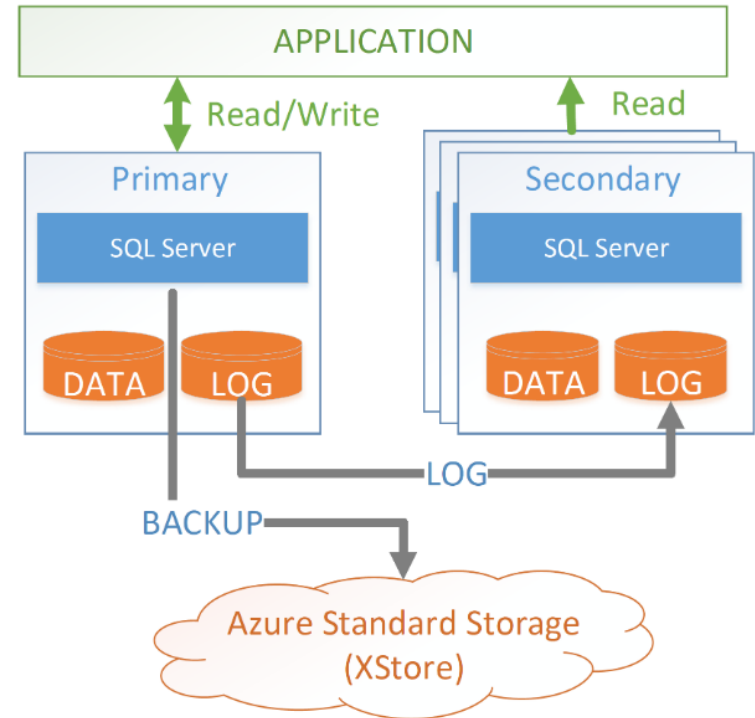 APPLICATION
Read/Write
Read
Primary
Secondary
SQL Server
SQL Server
DATA
LOG
DATA
LOG
LOG
BACKUP
Azure Standard Storage
(XStore)